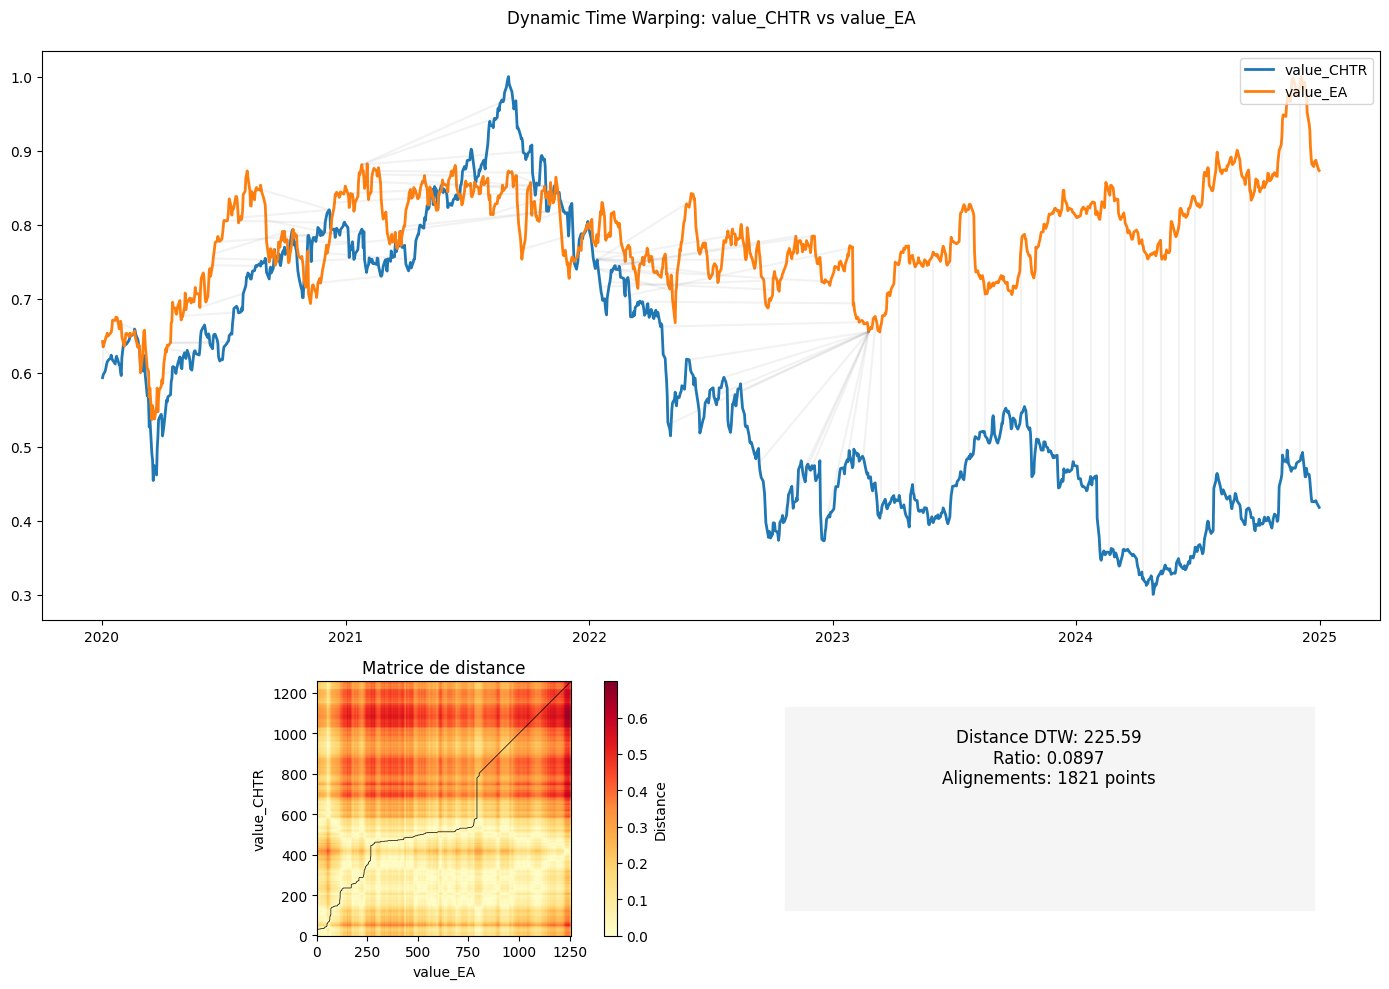 Dynamic Time Warping: value_CHTR vs value_EA
value_CHTR
value_EA
1.0
0.9
0.8
0.7
0.6
0.5
0.4
0.3
2020 2021 2022 2023 2024 2025
Matrice de distance
value_CHTR
1200
1000
800
600
400
200
0
0 250 500 750 1000 1250
value_EA
0.6
0.5
0.4
0.3
0.2
0.1
0.0
Distance
Distance DTW: 225.59
Ratio: 0.0897
Alignements: 1821 points